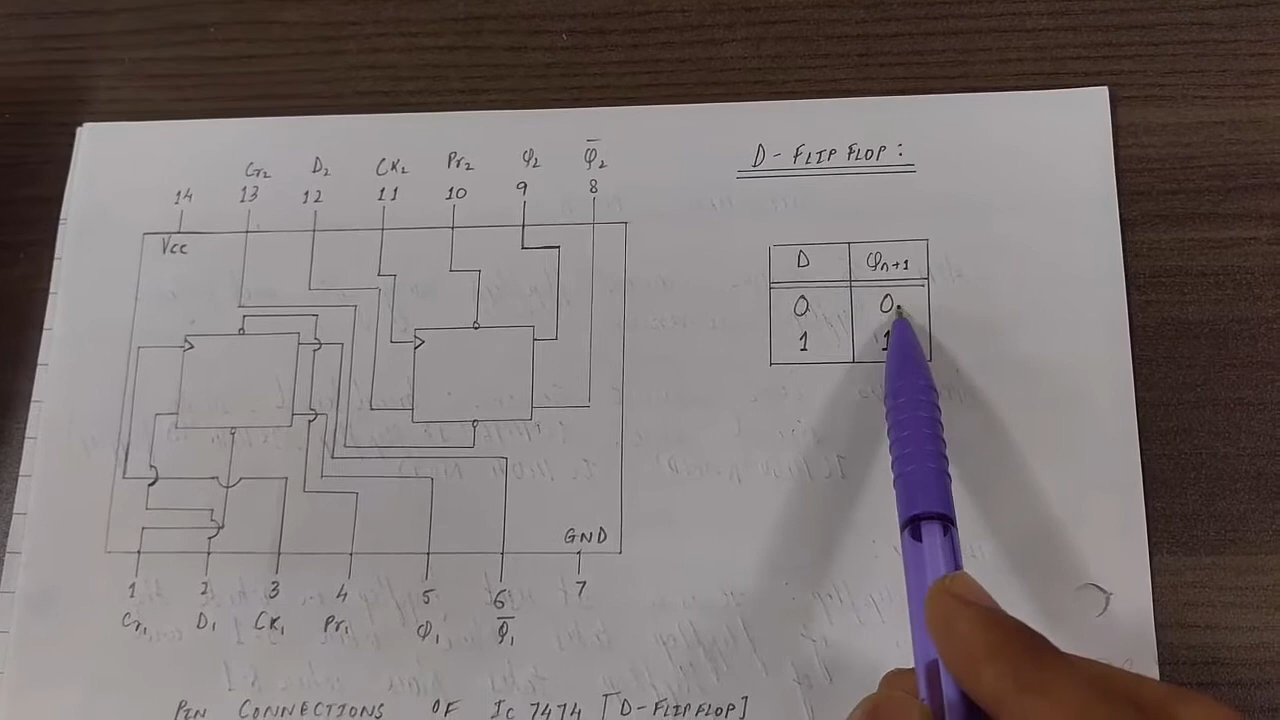 Cr₂ D₂ CK₂ Pr₂ Q₂ Q̅₂
14 13 12 11 10 9 8
Vcc
D - FLIP FLOP :
D Qn+1
0 0
1 1
GND
1 2 3 4 5 6 7
Cr₁ D₁ CK₁ Pr₁ Q₁ Q̅₁
PIN CONNECTIONS OF IC 7474 [D-FLIPFLOP]